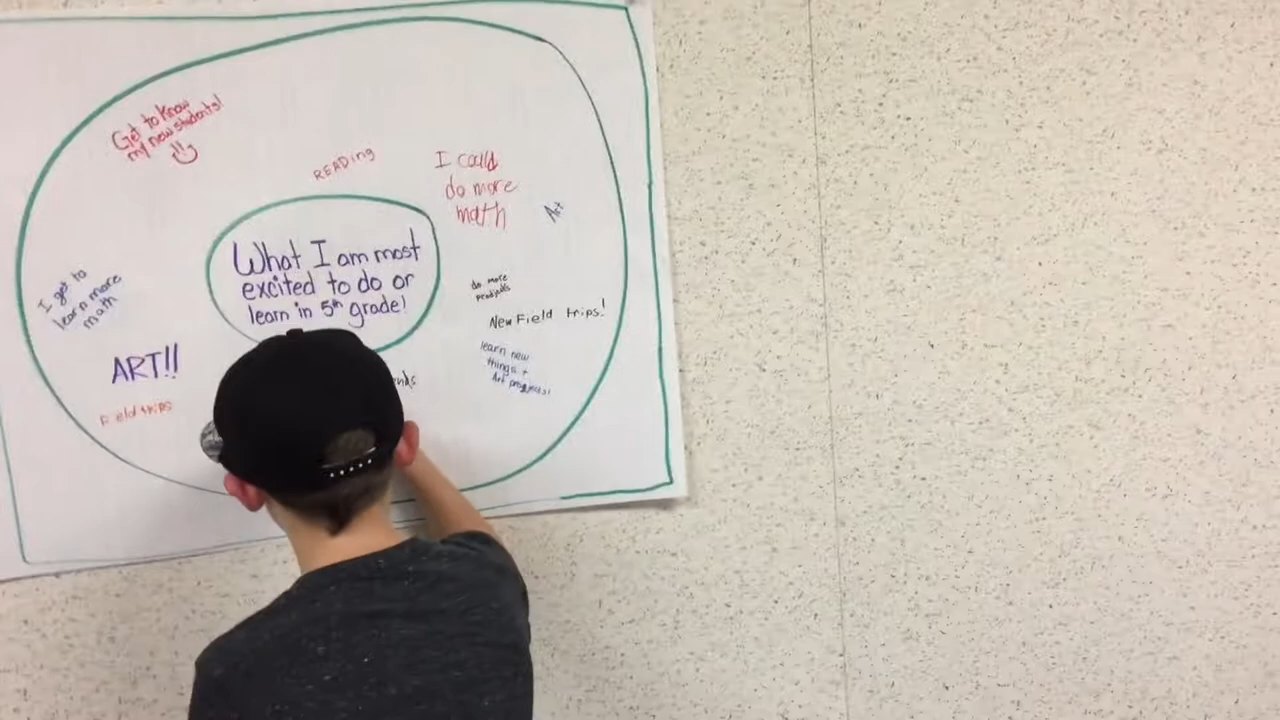 Get to Know
my new students!
READing
I could
do more
math
Art
What I am most
excited to do or
learn in 5th grade!
I get to
learn more
math
do more
New Field trips!
learn new
things +
Art
ART!!
Field trips